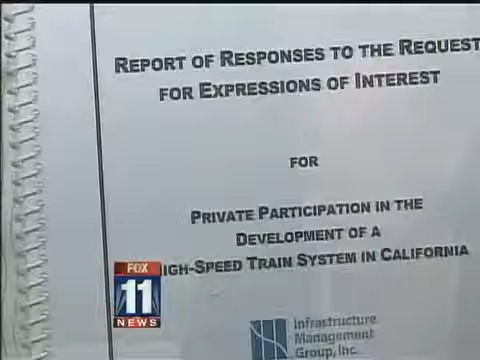 REPORT OF RESPONSES TO THE REQUEST
FOR EXPRESSIONS OF INTEREST
FOR
PRIVATE PARTICIPATION IN THE
DEVELOPMENT OF A
IGH-SPEED TRAIN SYSTEM IN CALIFORNIA
FOX
11
NEWS
Infrastructure
Management
Group, Inc.